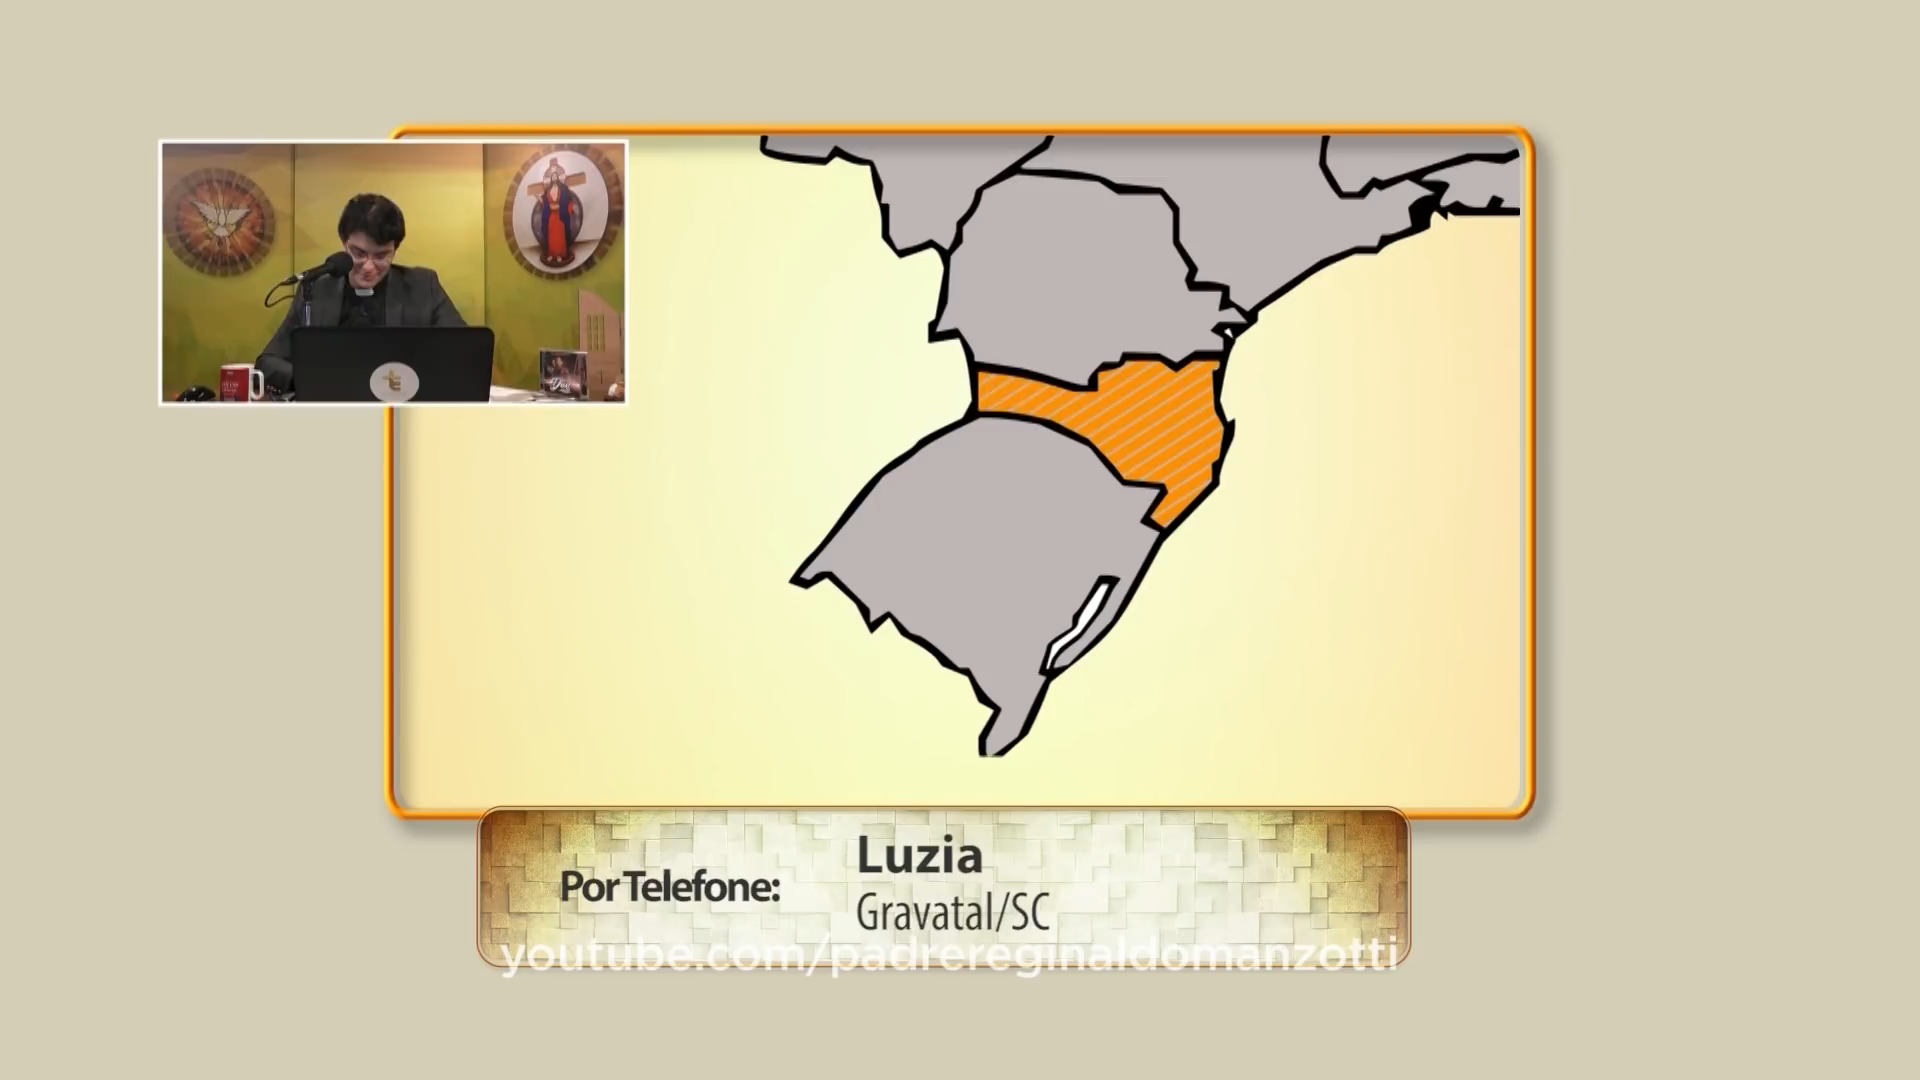 Por Telefone:
Luzia
Gravatal/SC
youtube.com/padrereginaldomanzotti